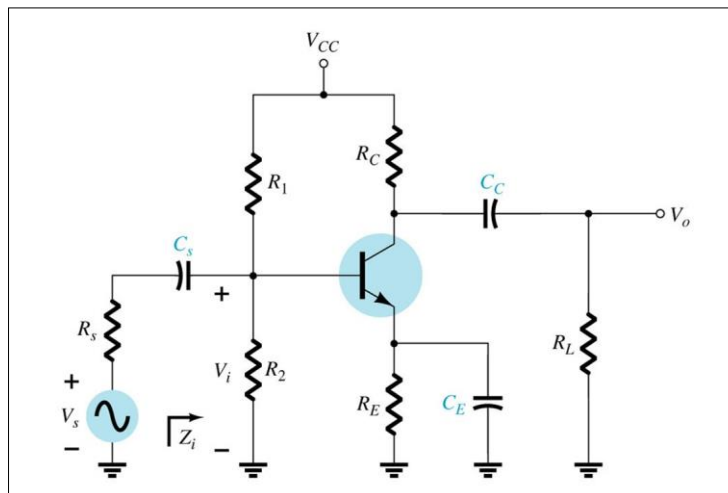 V_CC
R_C
C_C
R_1
V_o
C_s
+
R_s
R_L
V_i
R_2
+
R_E
C_E
V_s
Z_i
−
−